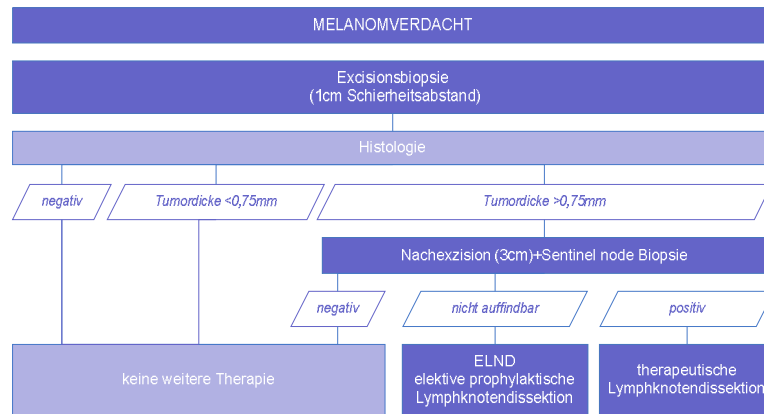 MELANOMVERDACHT
Excisionsbiopsie
(1cm Schierheitsabstand)
Histologie
negativ
Tumordicke <0,75mm
Tumordicke >0,75mm
Nachexzision (3cm)+Sentinel node Biopsie
negativ
nicht auffindbar
positiv
keine weitere Therapie
ELND
elektive prophylaktische
Lymphknotendissektion
therapeutische
Lymphknotendissektion